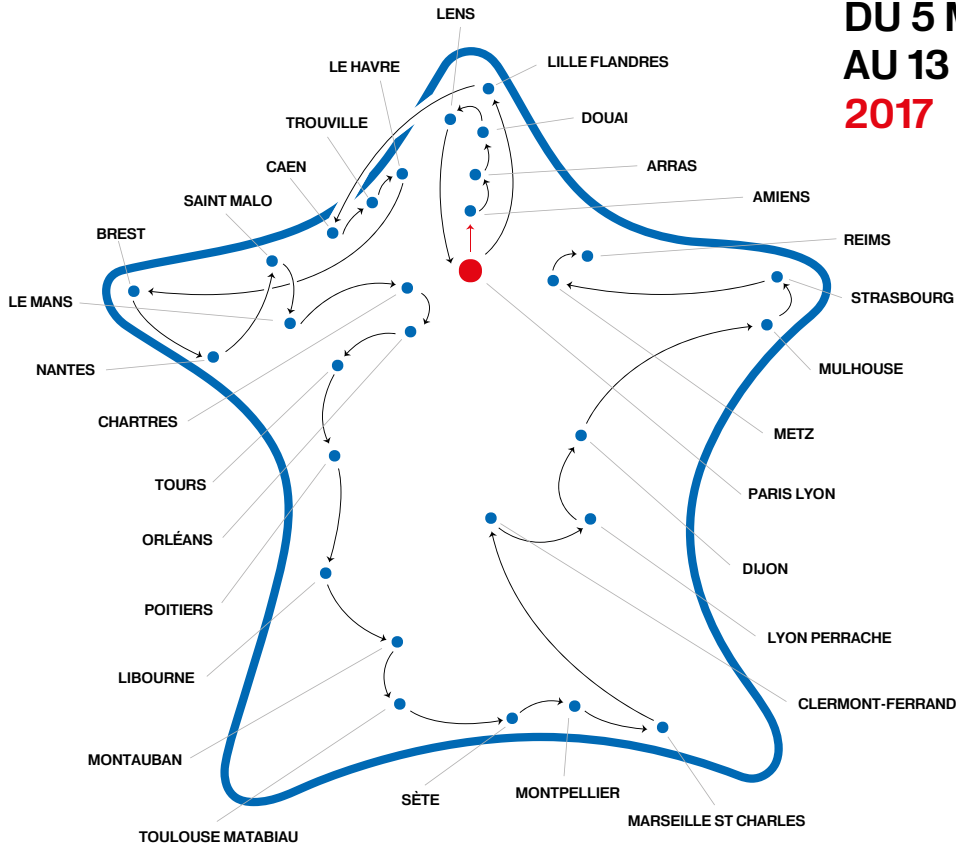 DU 5 M
AU 13
2017
LENS
LILLE FLANDRES
LE HAVRE
DOUAI
TROUVILLE
ARRAS
CAEN
AMIENS
SAINT MALO
BREST
REIMS
LE MANS
STRASBOURG
NANTES
MULHOUSE
CHARTRES
METZ
TOURS
PARIS LYON
ORLÉANS
DIJON
POITIERS
LYON PERRACHE
LIBOURNE
CLERMONT-FERRAND
MONTAUBAN
SÈTE
MONTPELLIER
MARSEILLE ST CHARLES
TOULOUSE MATABIAU